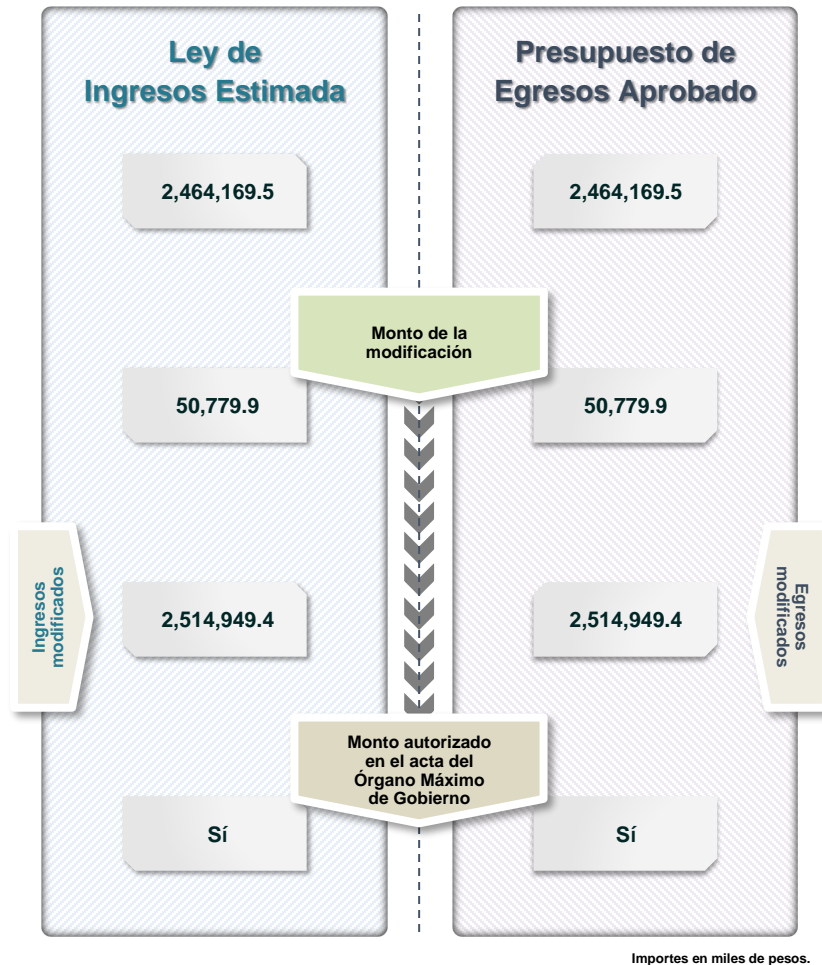 Ley de
Ingresos Estimada
Presupuesto de
Egresos Aprobado
2,464,169.5
2,464,169.5
Monto de la
modificación
50,779.9
50,779.9
Ingresos
modificados
2,514,949.4
2,514,949.4
Egresos
modificados
Monto autorizado
en el acta del
Órgano Máximo
de Gobierno
Sí
Sí
Importes en miles de pesos.